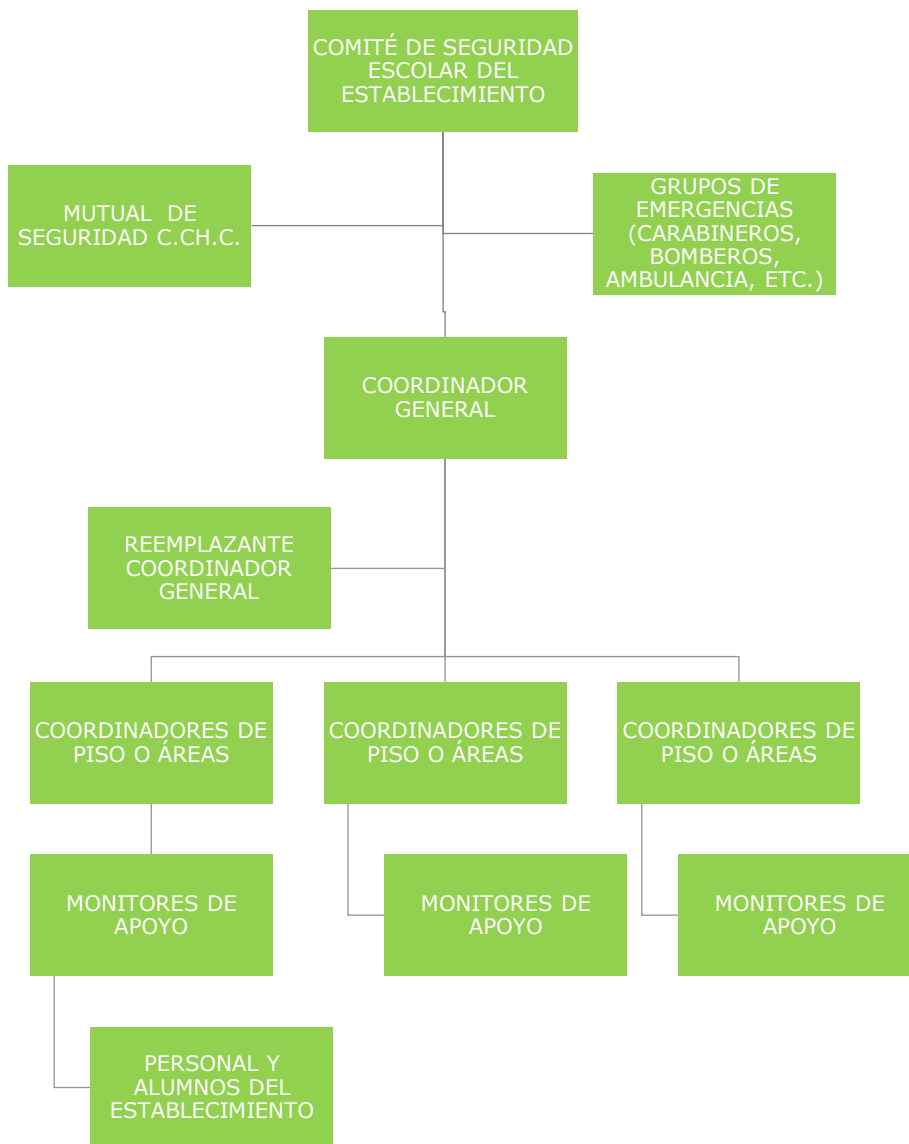 COMITÉ DE SEGURIDAD
ESCOLAR DEL
ESTABLECIMIENTO
MUTUAL DE
SEGURIDAD C.CH.C.
GRUPOS DE
EMERGENCIAS
(CARABINEROS,
BOMBEROS,
AMBULANCIA, ETC.)
COORDINADOR
GENERAL
REEMPLAZANTE
COORDINADOR
GENERAL
COORDINADORES DE
PISO O ÁREAS
COORDINADORES DE
PISO O ÁREAS
COORDINADORES DE
PISO O ÁREAS
MONITORES DE
APOYO
MONITORES DE
APOYO
MONITORES DE
APOYO
PERSONAL Y
ALUMNOS DEL
ESTABLECIMIENTO